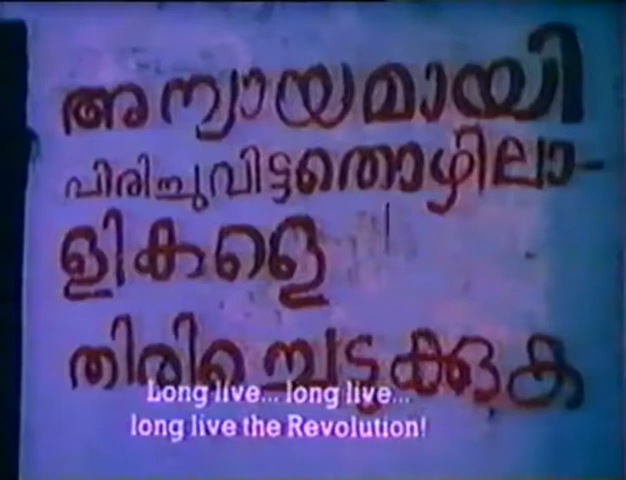 അന്യായമായി
പിരിച്ചുവിട്ടതൊഴിലാ-
ളികളെ
തിരിച്ചെടുക്കുക
Long live... long live...
long live the Revolution!